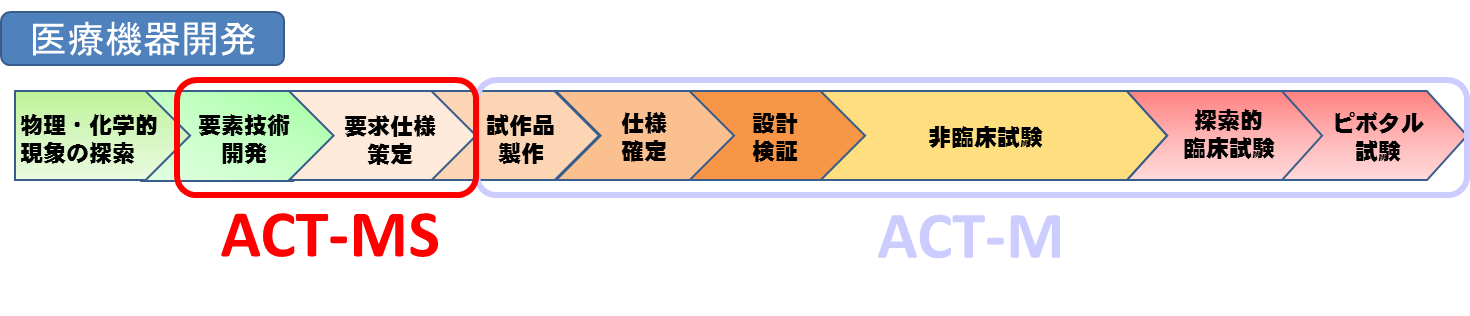 医療機器開発
物理・化学的
現象の探索
要素技術
開発
要求仕様
策定
試作品
製作
仕様
確定
設計
検証
非臨床試験
探索的
臨床試験
ピボタル
試験
ACT-MS
ACT-M